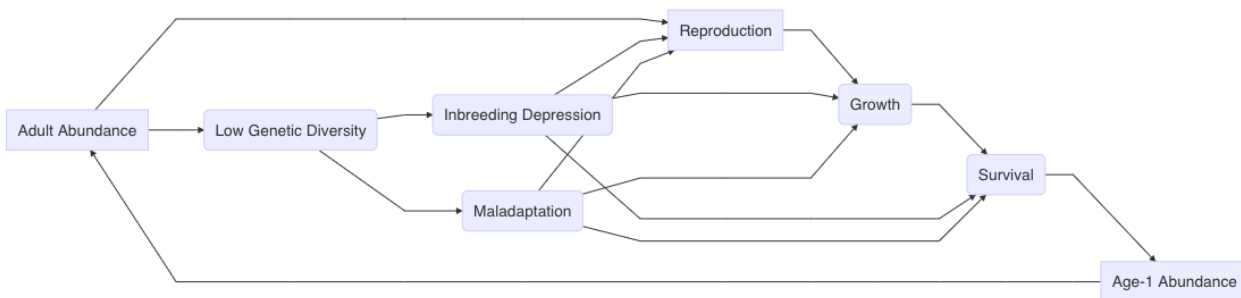 Reproduction
Growth
Inbreeding Depression
Adult Abundance
Low Genetic Diversity
Survival
Maladaptation
Age-1 Abundance